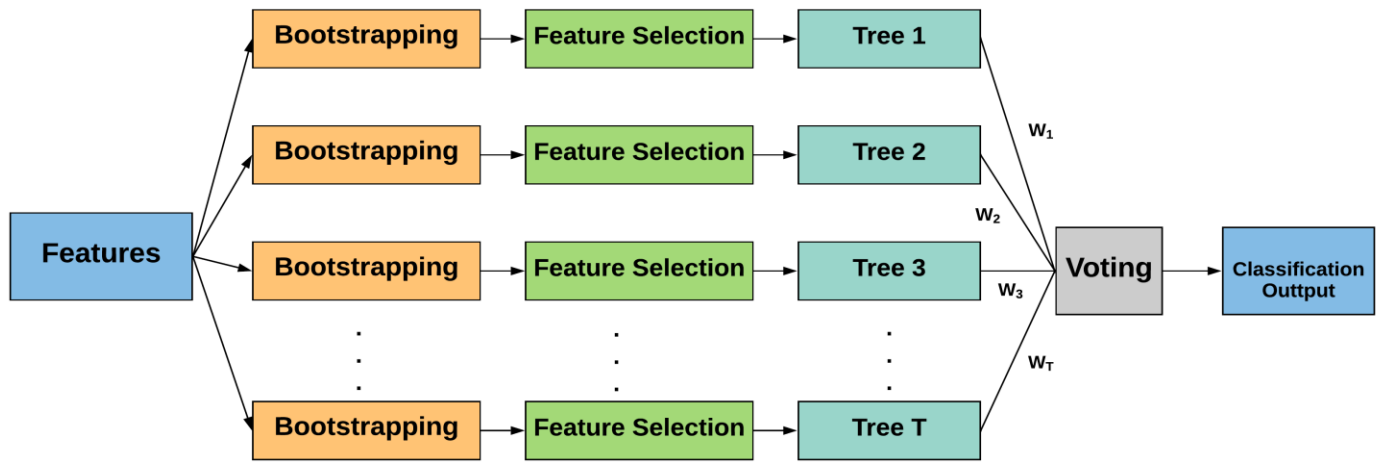 Bootstrapping
Feature Selection
Tree 1
W1
Bootstrapping
Feature Selection
Tree 2
W2
Features
Bootstrapping
Feature Selection
Tree 3
W3
Voting
Classification
Outtput
. . .
. . .
. . .
WT
Bootstrapping
Feature Selection
Tree T